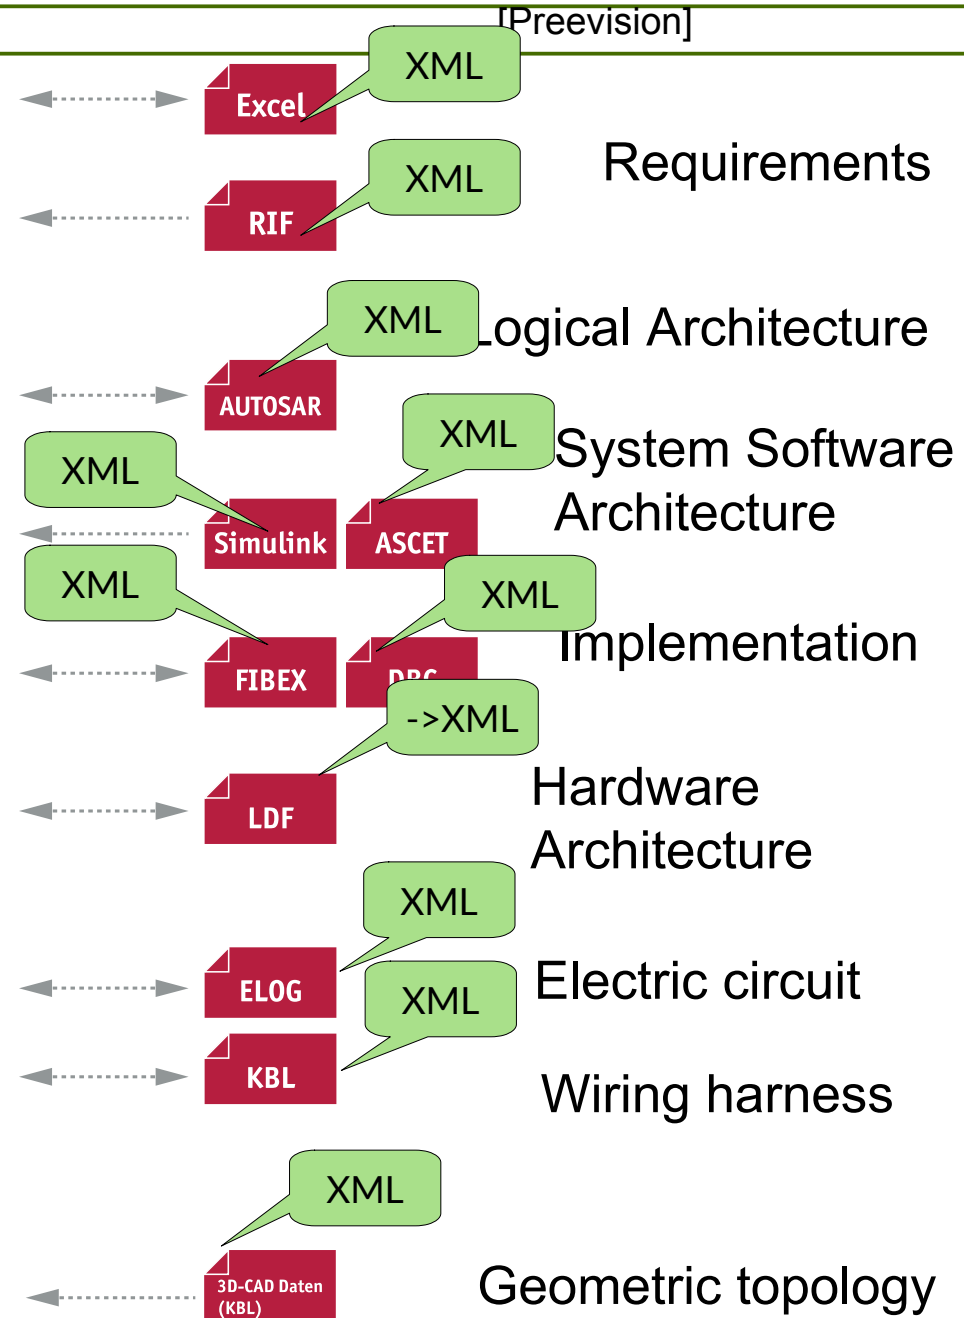 [Preevision]
XML
Excel
Requirements
XML
RIF
XML
Logical Architecture
AUTOSAR
XML
System Software
Architecture
XML
Simulink
ASCET
XML
XML
Implementation
FIBEX
DBC
->XML
Hardware
Architecture
LDF
XML
Electric circuit
ELOG
XML
KBL
Wiring harness
XML
3D-CAD Daten
(KBL)
Geometric topology